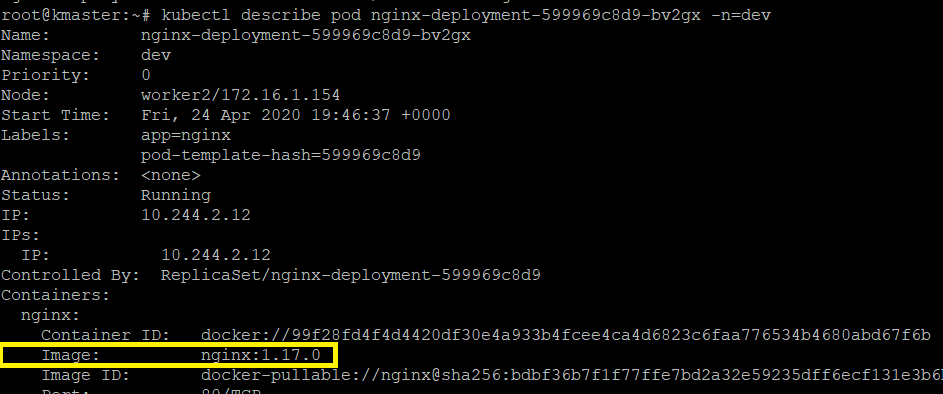 root@kmaster:~# kubectl describe pod nginx-deployment-599969c8d9-bv2gx -n=dev
Name:         nginx-deployment-599969c8d9-bv2gx
Namespace:    dev
Priority:     0
Node:         worker2/172.16.1.154
Start Time:   Fri, 24 Apr 2020 19:46:37 +0000
Labels:       app=nginx
              pod-template-hash=599969c8d9
Annotations:  <none>
Status:       Running
IP:           10.244.2.12
IPs:
  IP:           10.244.2.12
Controlled By:  ReplicaSet/nginx-deployment-599969c8d9
Containers:
  nginx:
    Container ID:   docker://99f28fd4f4d4420df30e4a933b4fcee4ca4d6823c6faa776534b4680abd67f6b
    Image:          nginx:1.17.0
    Image ID:       docker-pullable://nginx@sha256:bdbf36b7f1f77ffe7bd2a32e59235dff6ecf131e3b6
    Port:           80/TCP